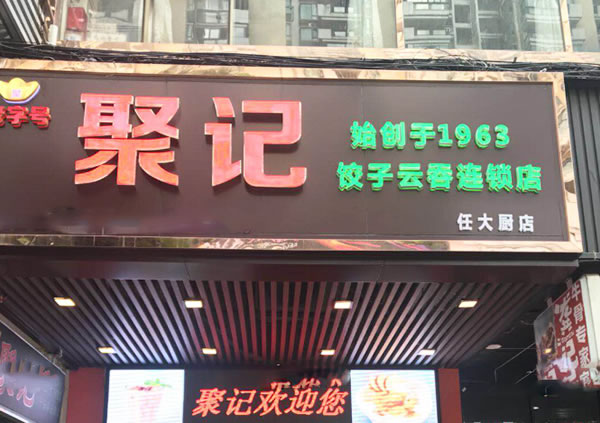 老字号
聚记
始创于1963
饺子云吞连锁店
任大厨店
聚记欢迎您